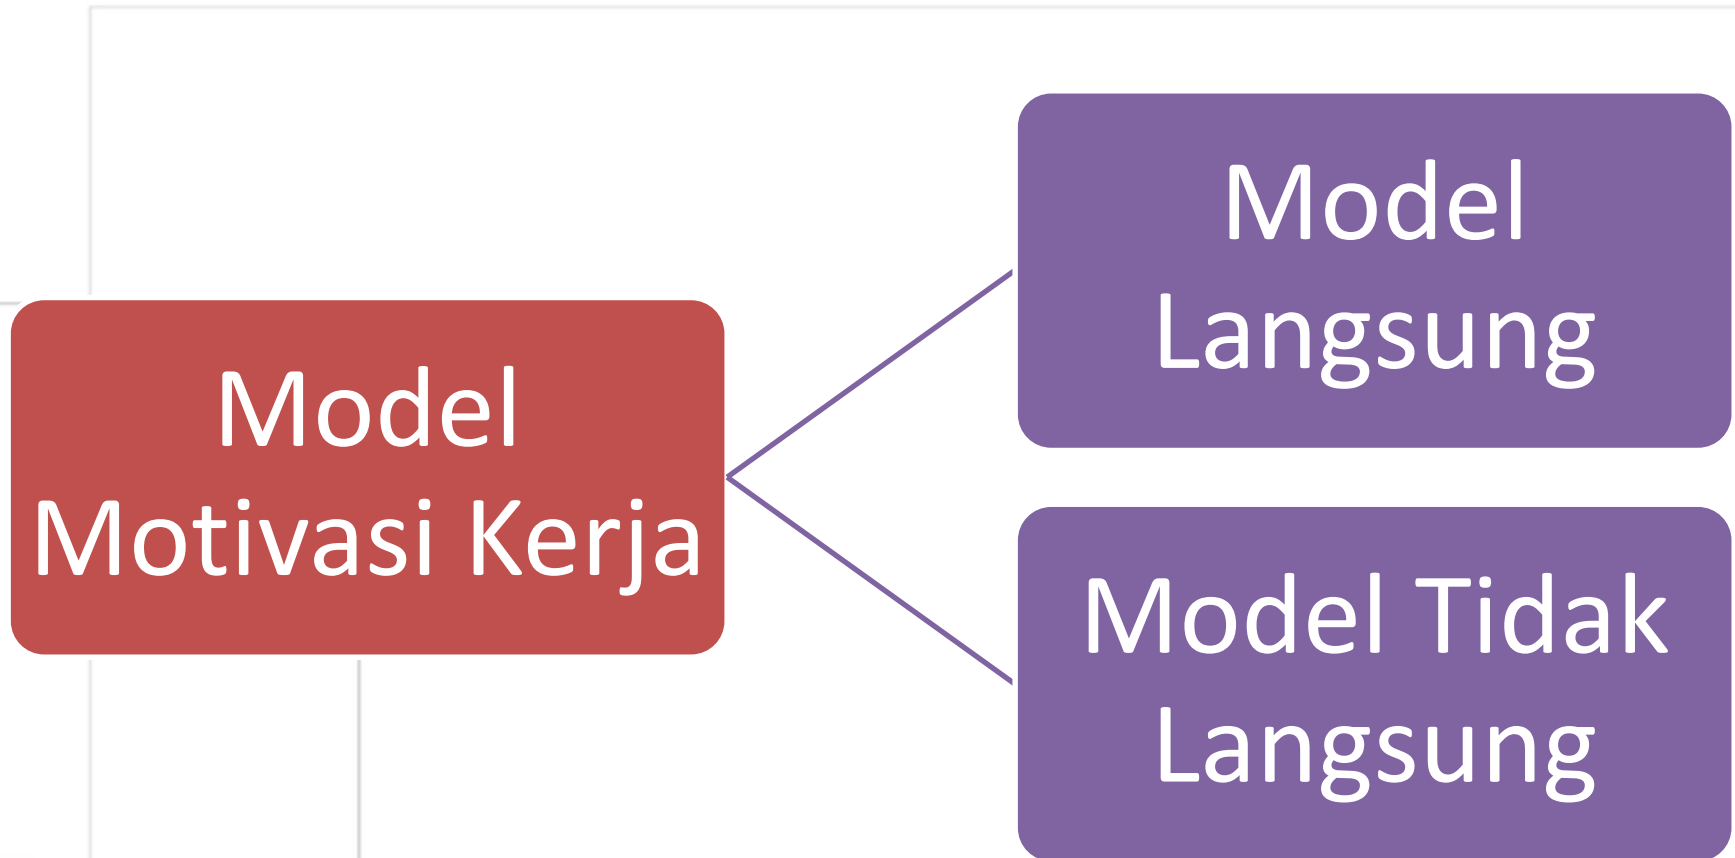 Model
Motivasi Kerja
Model
Langsung
Model Tidak
Langsung